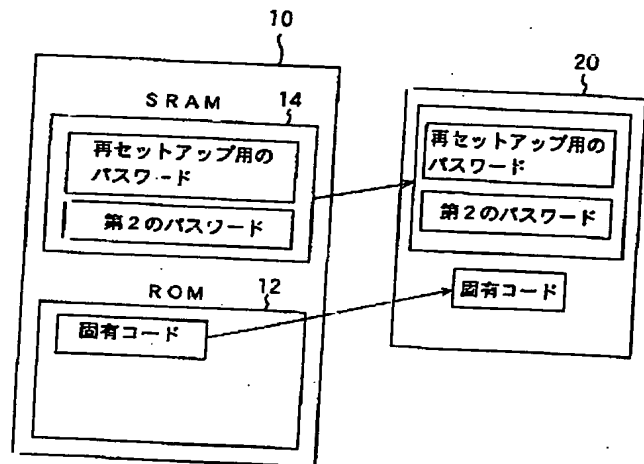 10
SRAM
14
再セットアップ用の
パスワード
第2のパスワード
ROM
12
固有コード
20
再セットアップ用の
パスワード
第2のパスワード
固有コード